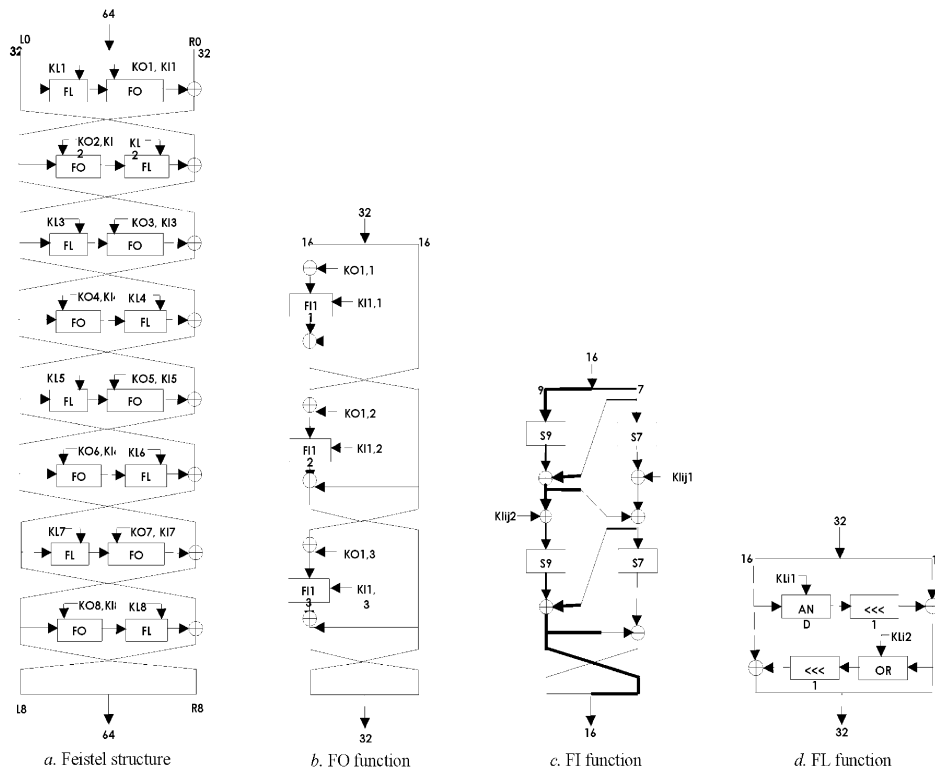 64
L0 R0
32 32
KL1 KO1, KI1
FL FO
KO2,KI KL
2 2
FO FL
KL3 KO3, KI3
FL FO
KO4,KI4 KL4
FO FL
KL5 KO5, KI5
FL FO
KO6,KI6 KL6
FO FL
KL7 KO7, KI7
FL FO
KO8,KI8 KL8
FO FL
L8 R8
64
a. Feistel structure
32
16 16
KO1,1
FI1
1
KI1,1
KO1,2
FI1
2
KI1,2
KO1,3
FI1
3
KI1,
3
32
b. FO function
16
9 7
S9 S7
KIij1
KIij2
S9 S7
16
c. FI function
32
16 1
KLi1
AN
D
<<<
1
KLi2
<<<
1
OR
32
d. FL function